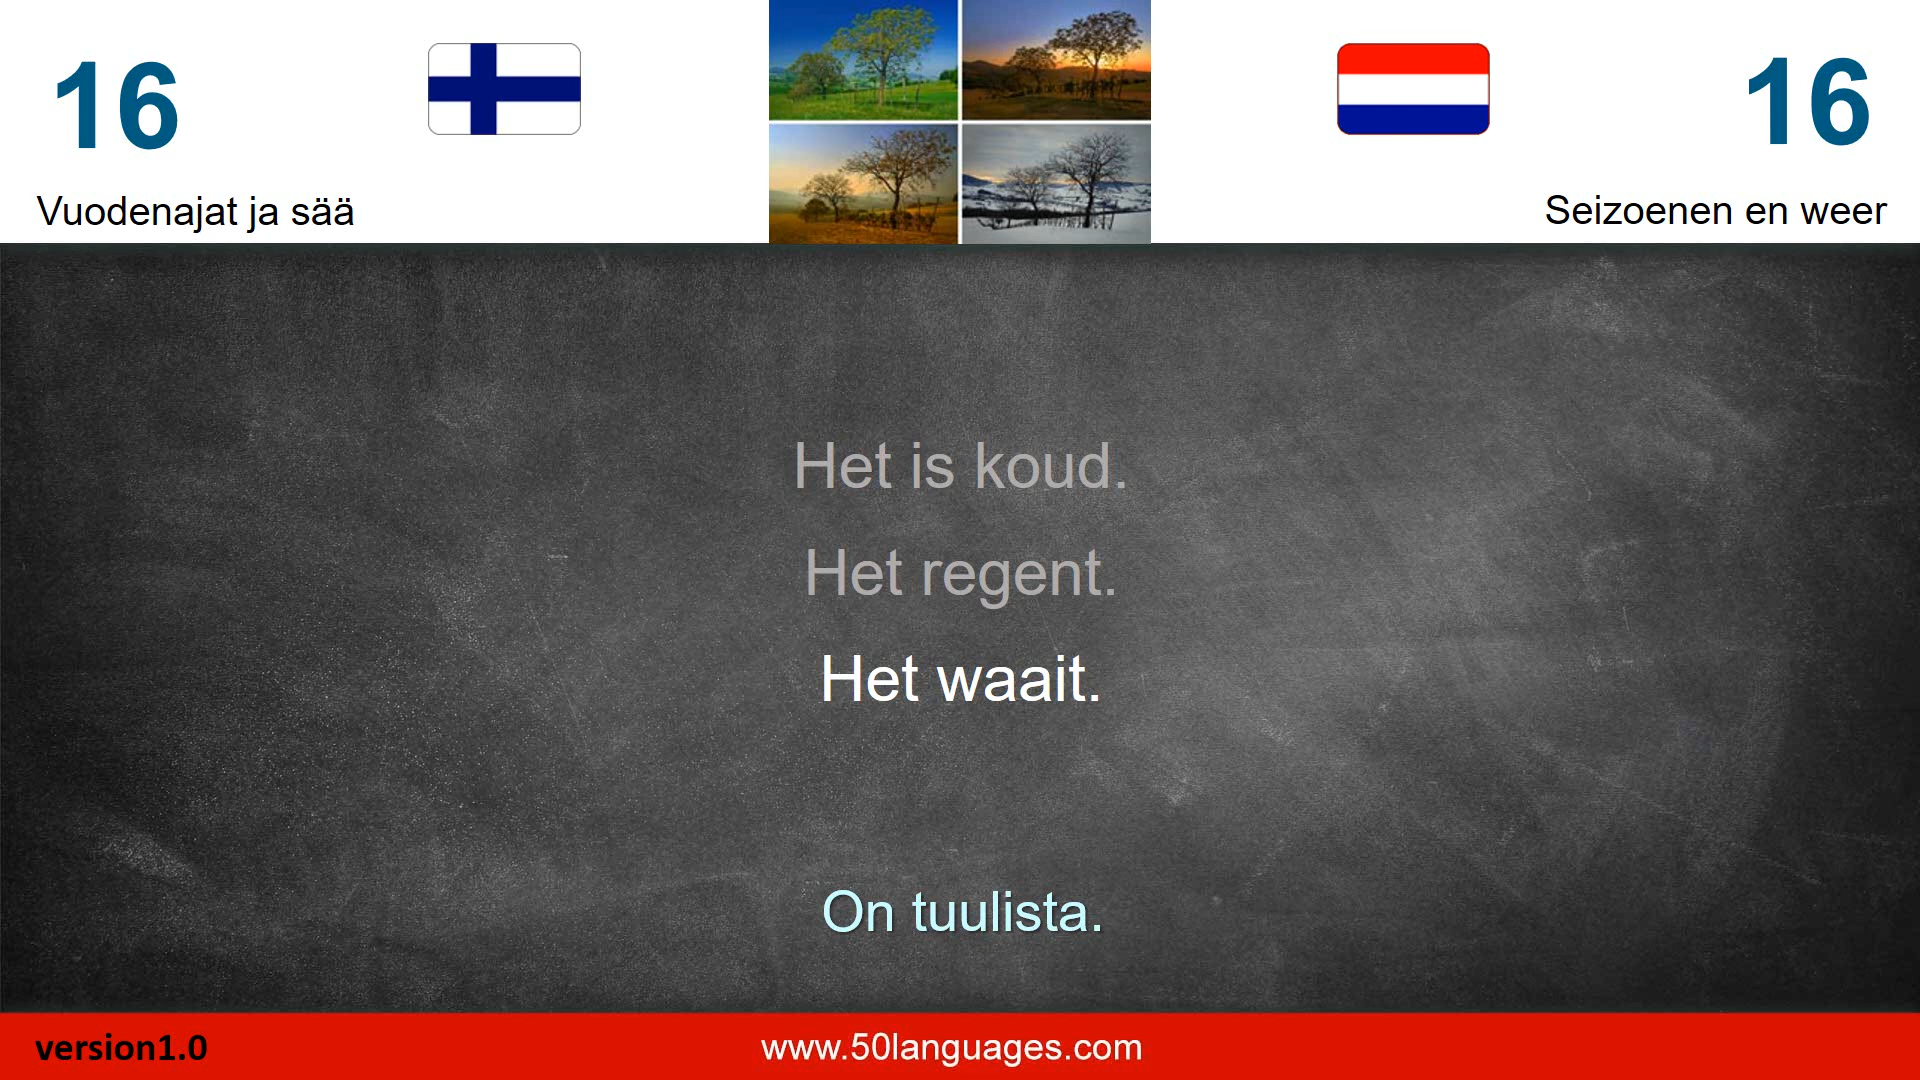 16
16
Vuodenajat ja sää
Seizoenen en weer
Het is koud.
Het regent.
Het waait.
On tuulista.
version1.0
www.50languages.com